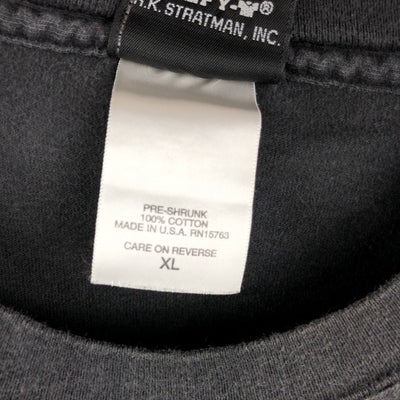 R.K. STRATMAN, INC.
PRE-SHRUNK
100% COTTON
MADE IN U.S.A. RN15763
CARE ON REVERSE
XL